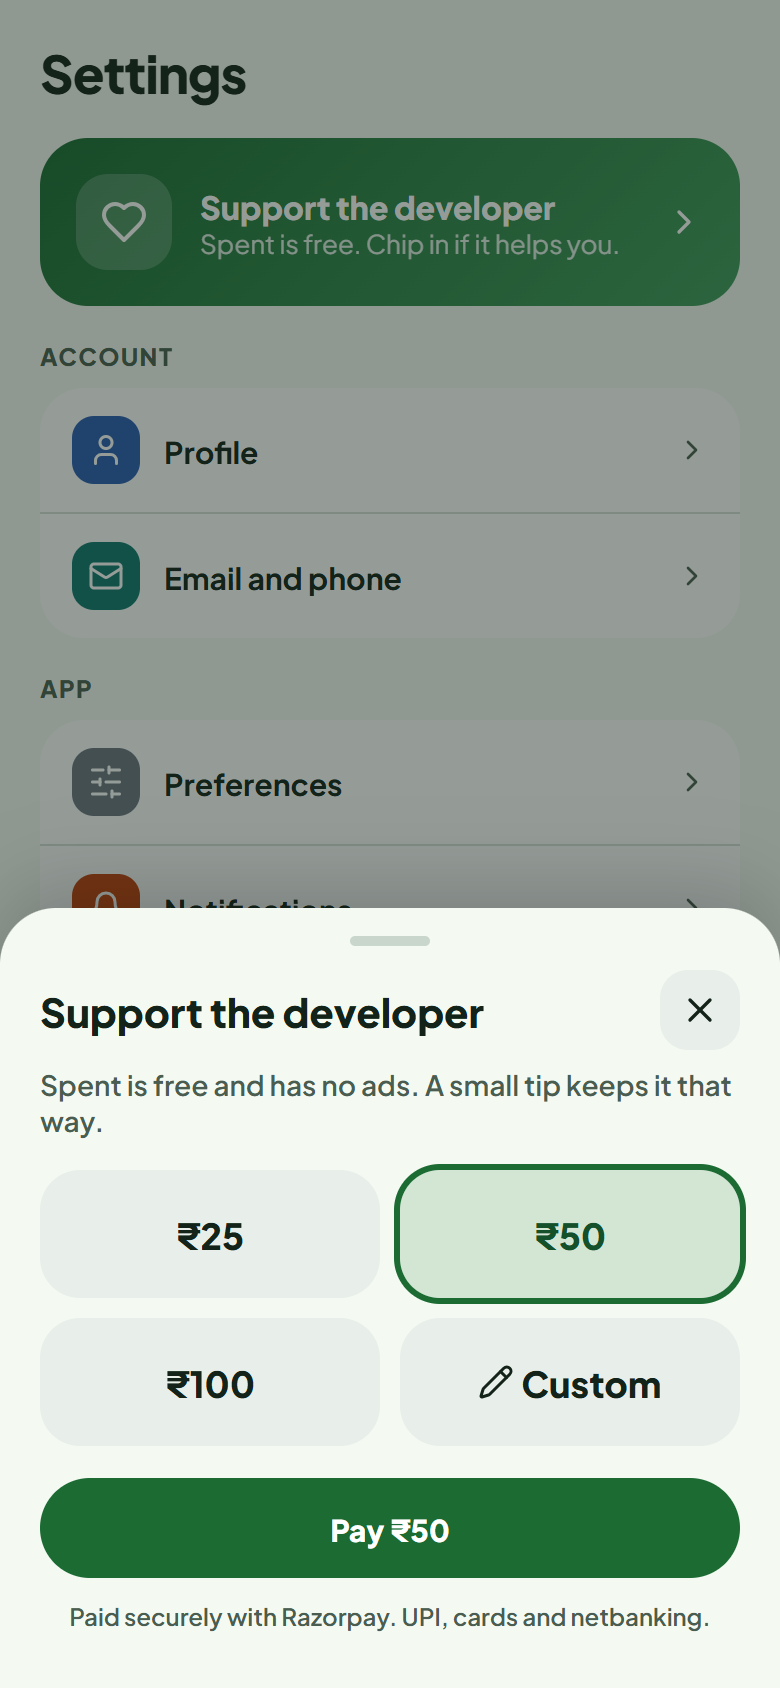 Settings
Support the developer
Spent is free. Chip in if it helps you.
ACCOUNT
Profile
Email and phone
APP
Preferences
Notifications
Support the developer
Spent is free and has no ads. A small tip keeps it that
way.
₹25
₹50
₹100
Custom
Pay ₹50
Paid securely with Razorpay. UPI, cards and netbanking.